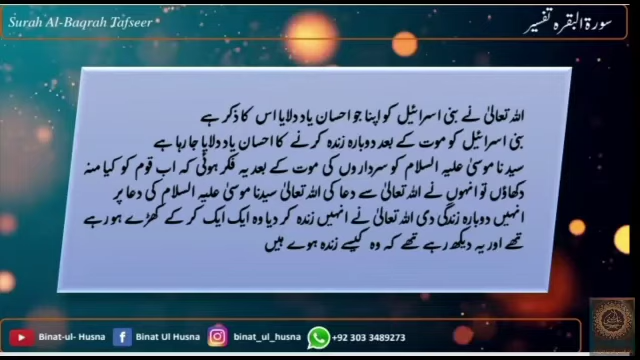 Surah Al-Baqrah Tafseer
سورۃ البقرہ تفسیر
اللہ تعالیٰ نے بنی اسرائیل کو اپنا جو احسان یاد دلایا اس کا ذکر ہے
بنی اسرائیل کو موت کے بعد دوبارہ زندہ کرنے کا احسان یاد دلایا جا رہا ہے
سیدنا موسیٰ علیہ السلام کو سرداروں کی موت کے بعد یہ فکر ہوئی کہ اب قوم کو کیا منہ
دکھاؤں تو انہوں نے اللہ تعالیٰ سے دعا کی اللہ تعالیٰ سیدنا موسیٰ علیہ السلام کی دعا پر
انہیں دوبارہ زندگی دی اللہ تعالیٰ نے انہیں زندہ کر دیا وہ ایک ایک کر کے کھڑے ہو رہے
تھے اور یہ دیکھ رہے تھے کہ وہ کیسے زندہ ہوے ہیں
Binat-ul- Husna
Binat Ul Husna
binat_ul_husna
+92 303 3489273